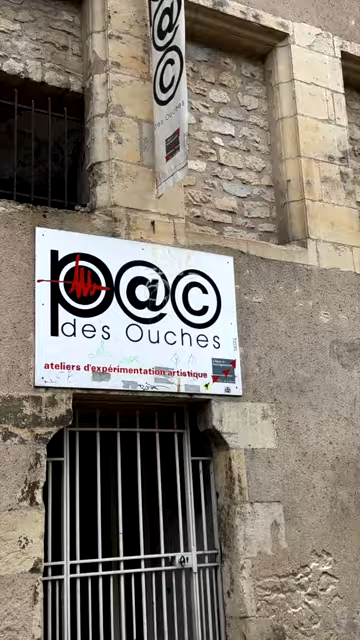 @©
des Ouches
p@©
des Ouches
ateliers d'expérimentation artistique